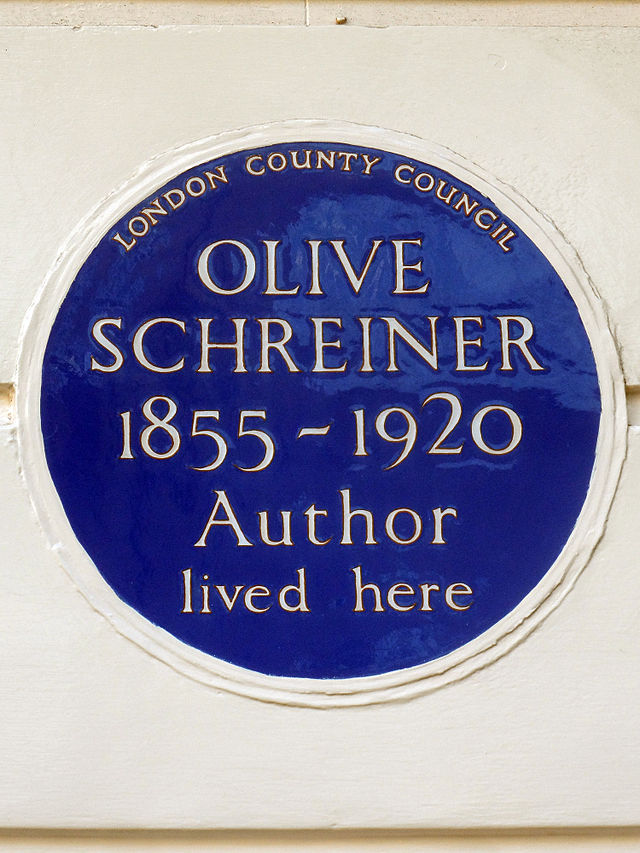 LONDON COUNTY COUNCIL
OLIVE
SCHREINER
1855–1920
Author
lived here